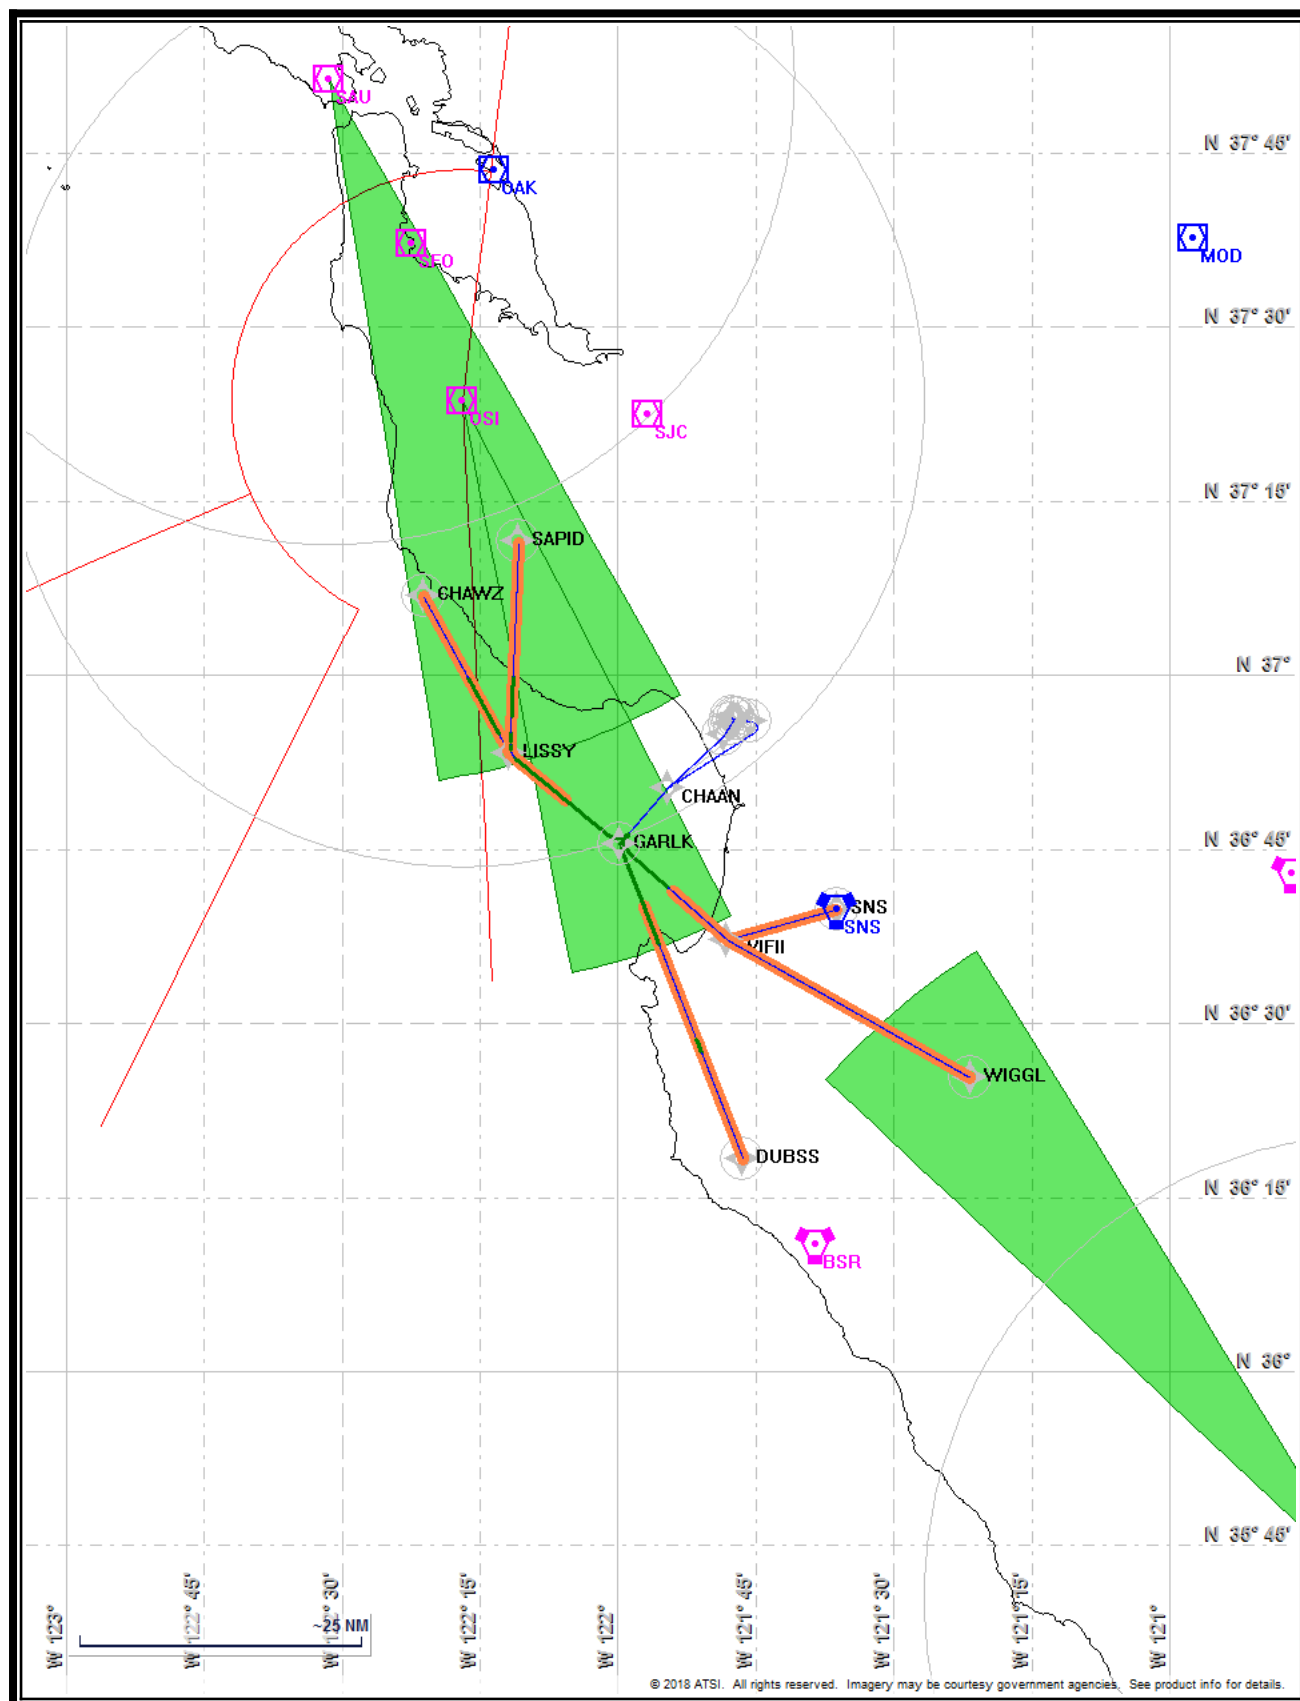 SAU
N 37° 45'
OAK
MOD
SFO
N 37° 30'
OSI
SJC
N 37° 15'
SAPID
CHAWZ
N 37°
LISSY
CHAAN
GARLK
N 36° 45'
SNS
SNS
YIFII
N 36° 30'
WIGGL
DUBSS
N 36° 15'
BSR
N 36°
N 35° 45'
~25 NM
W 123°
W 122° 45'
W 122° 30'
W 122° 15'
W 122°
W 121° 45'
W 121° 30'
W 121° 15'
W 121°
© 2018 ATSI. All rights reserved. Imagery may be courtesy government agencies. See product info for details.